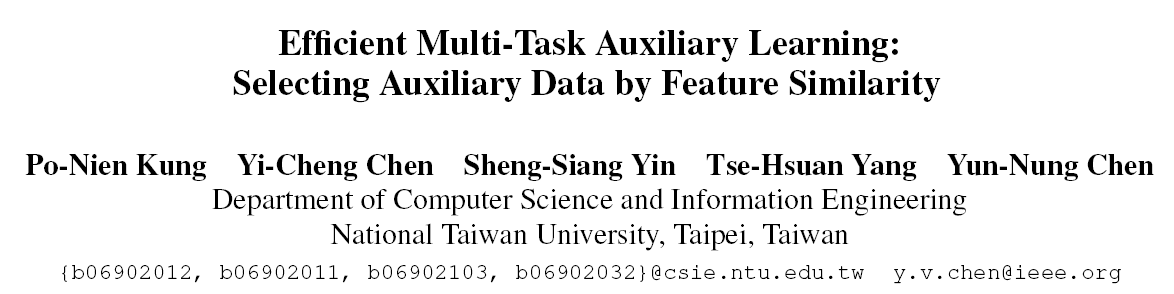 Efficient Multi-Task Auxiliary Learning:
Selecting Auxiliary Data by Feature Similarity
Po-Nien Kung Yi-Cheng Chen Sheng-Siang Yin Tse-Hsuan Yang Yun-Nung Chen
Department of Computer Science and Information Engineering
National Taiwan University, Taipei, Taiwan
{b06902012, b06902011, b06902103, b06902032}@csie.ntu.edu.tw y.v.chen@ieee.org